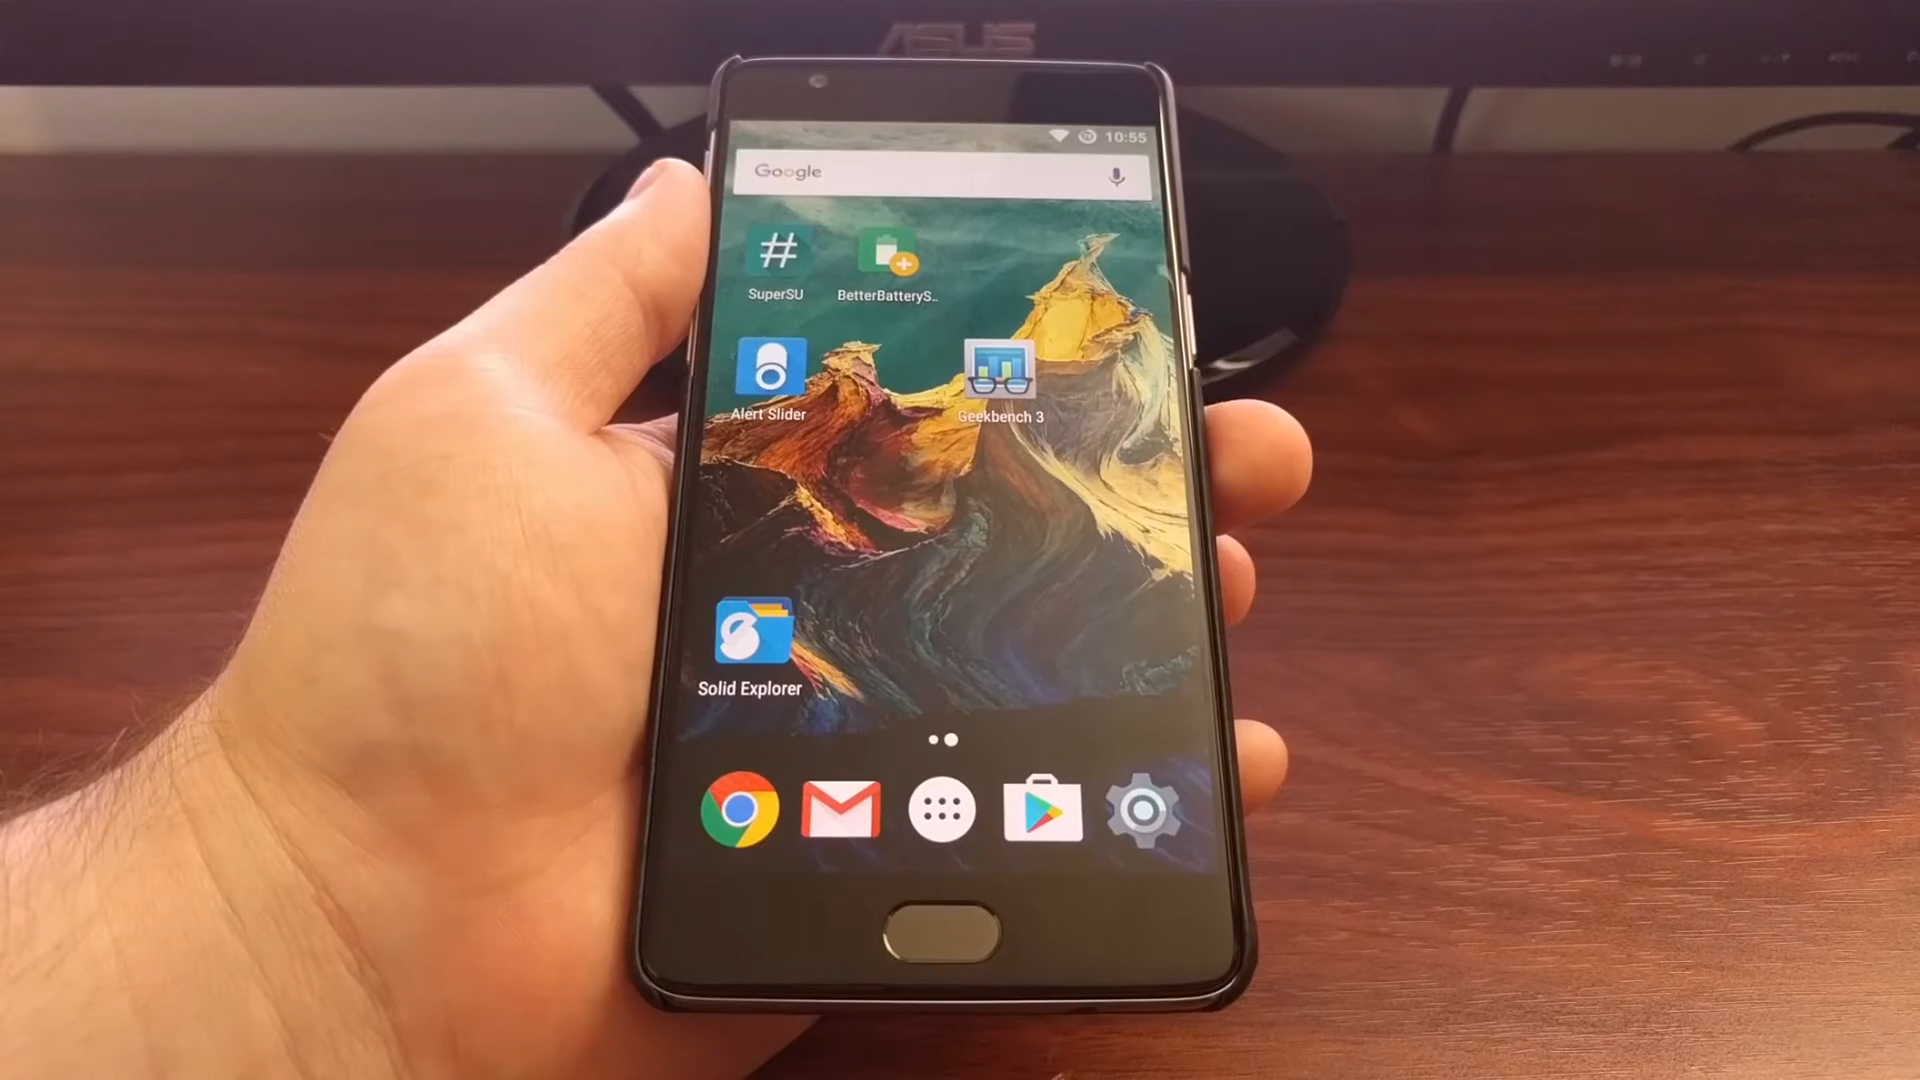 ASUS
10:55
Google
SuperSU
BetterBatteryS..
Alert Slider
Geekbench 3
Solid Explorer